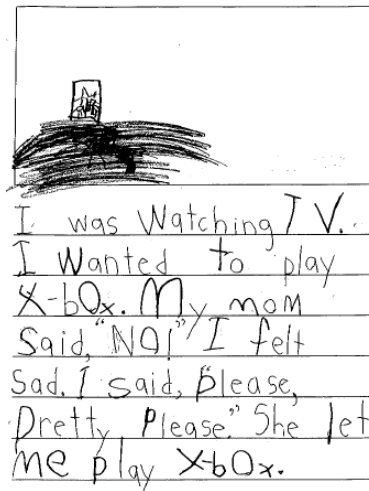 I was Watching TV.
I Wanted to play
X-bOx. My mom
Said, "NO!" I felt
Sad. I said, "Please,
Pretty Please." She let
me play X-bOx.